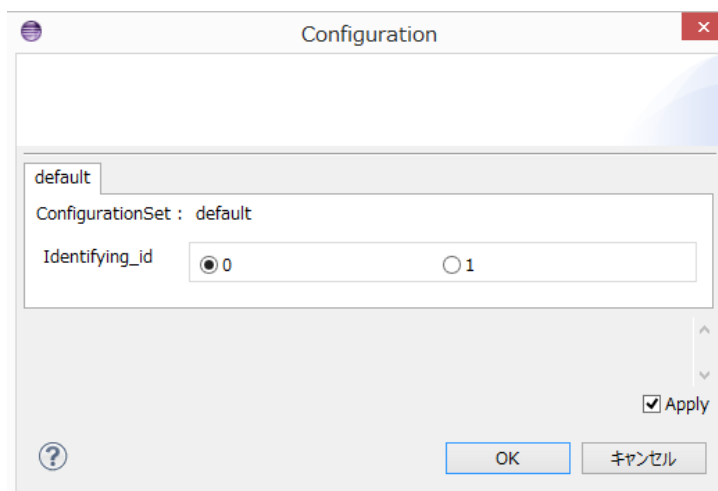 Configuration
default
ConfigurationSet : default
Identifying_id 0 1
Apply
OK キャンセル